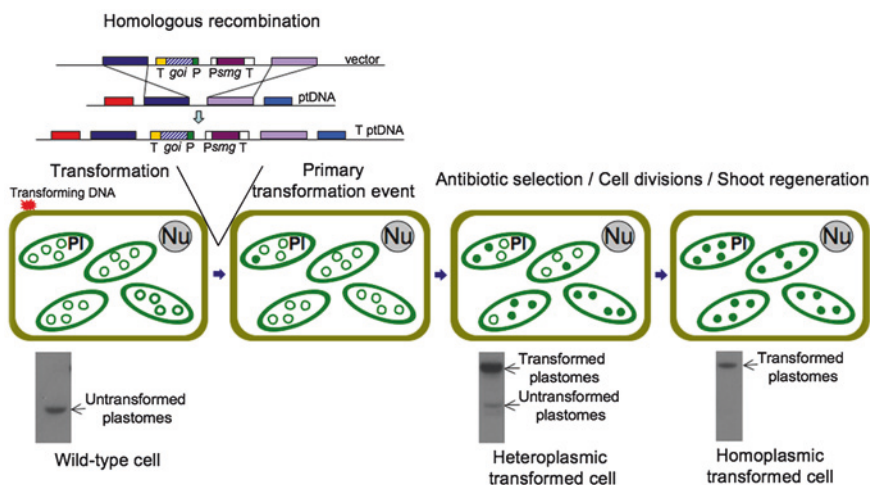 Homologous recombination
vector
T goi P Psmg T
ptDNA
T ptDNA
T goi P Psmg T
Transformation
Primary
transformation event
Antibiotic selection / Cell divisions / Shoot regeneration
Transforming DNA
Pl Nu
Pl Nu
Pl Nu
Pl Nu
Untransformed
plastomes
Wild-type cell
Transformed
plastomes
Untransformed
plastomes
Heteroplasmic
transformed cell
Transformed
plastomes
Homoplasmic
transformed cell